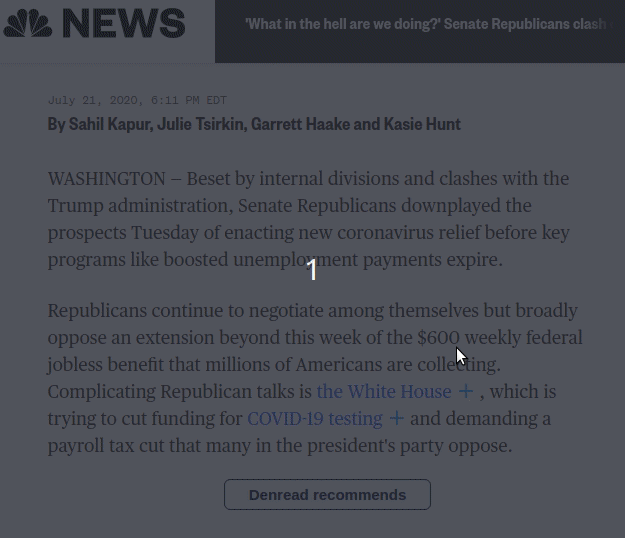 NEWS
'What in the hell are we doing?' Senate Republicans clash
July 21, 2020, 6:11 PM EDT
By Sahil Kapur, Julie Tsirkin, Garrett Haake and Kasie Hunt
WASHINGTON — Beset by internal divisions and clashes with the
Trump administration, Senate Republicans downplayed the
prospects Tuesday of enacting new coronavirus relief before key
programs like boosted unemployment payments expire.
1
Republicans continue to negotiate among themselves but broadly
oppose an extension beyond this week of the $600 weekly federal
jobless benefit that millions of Americans are collecting.
Complicating Republican talks is the White House + , which is
trying to cut funding for COVID-19 testing + and demanding a
payroll tax cut that many in the president's party oppose.
Denread recommends